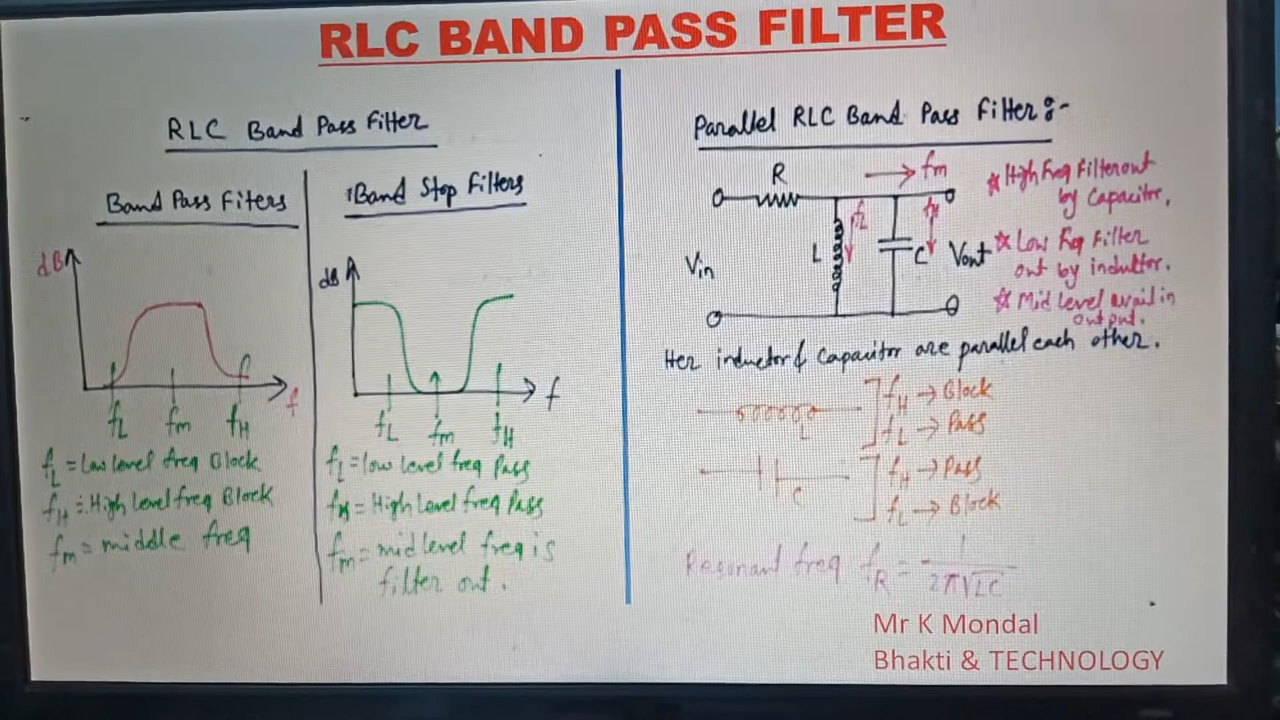 RLC BAND PASS FILTER
RLC Band Pass Filter
Band Pass Fiters
dB
f
fL
fm
fH
fL = Low level freq Block
fH = High level freq Block
fm = middle freq
Band Stop Filters
dB
f
fL
fm
fH
fL = low level freq Pass
fH = High Level freq Pass
fm = mid level freq is
filter out.
Parallel RLC Band Pass Filter :-
R
fm
fL
fH
L
C
Vin
Vout
* High Freq Filter out
by Capacitor.
* Low Freq Filter
out by inductor.
* Mid Level avail in
output.
Her inductor & Capacitor are parallel each other.
L
fH → Block
fL → Pass
C
fH → Pass
fL → Block
Resonant freq fR = 1
2π√LC
Mr K Mondal
Bhakti & TECHNOLOGY